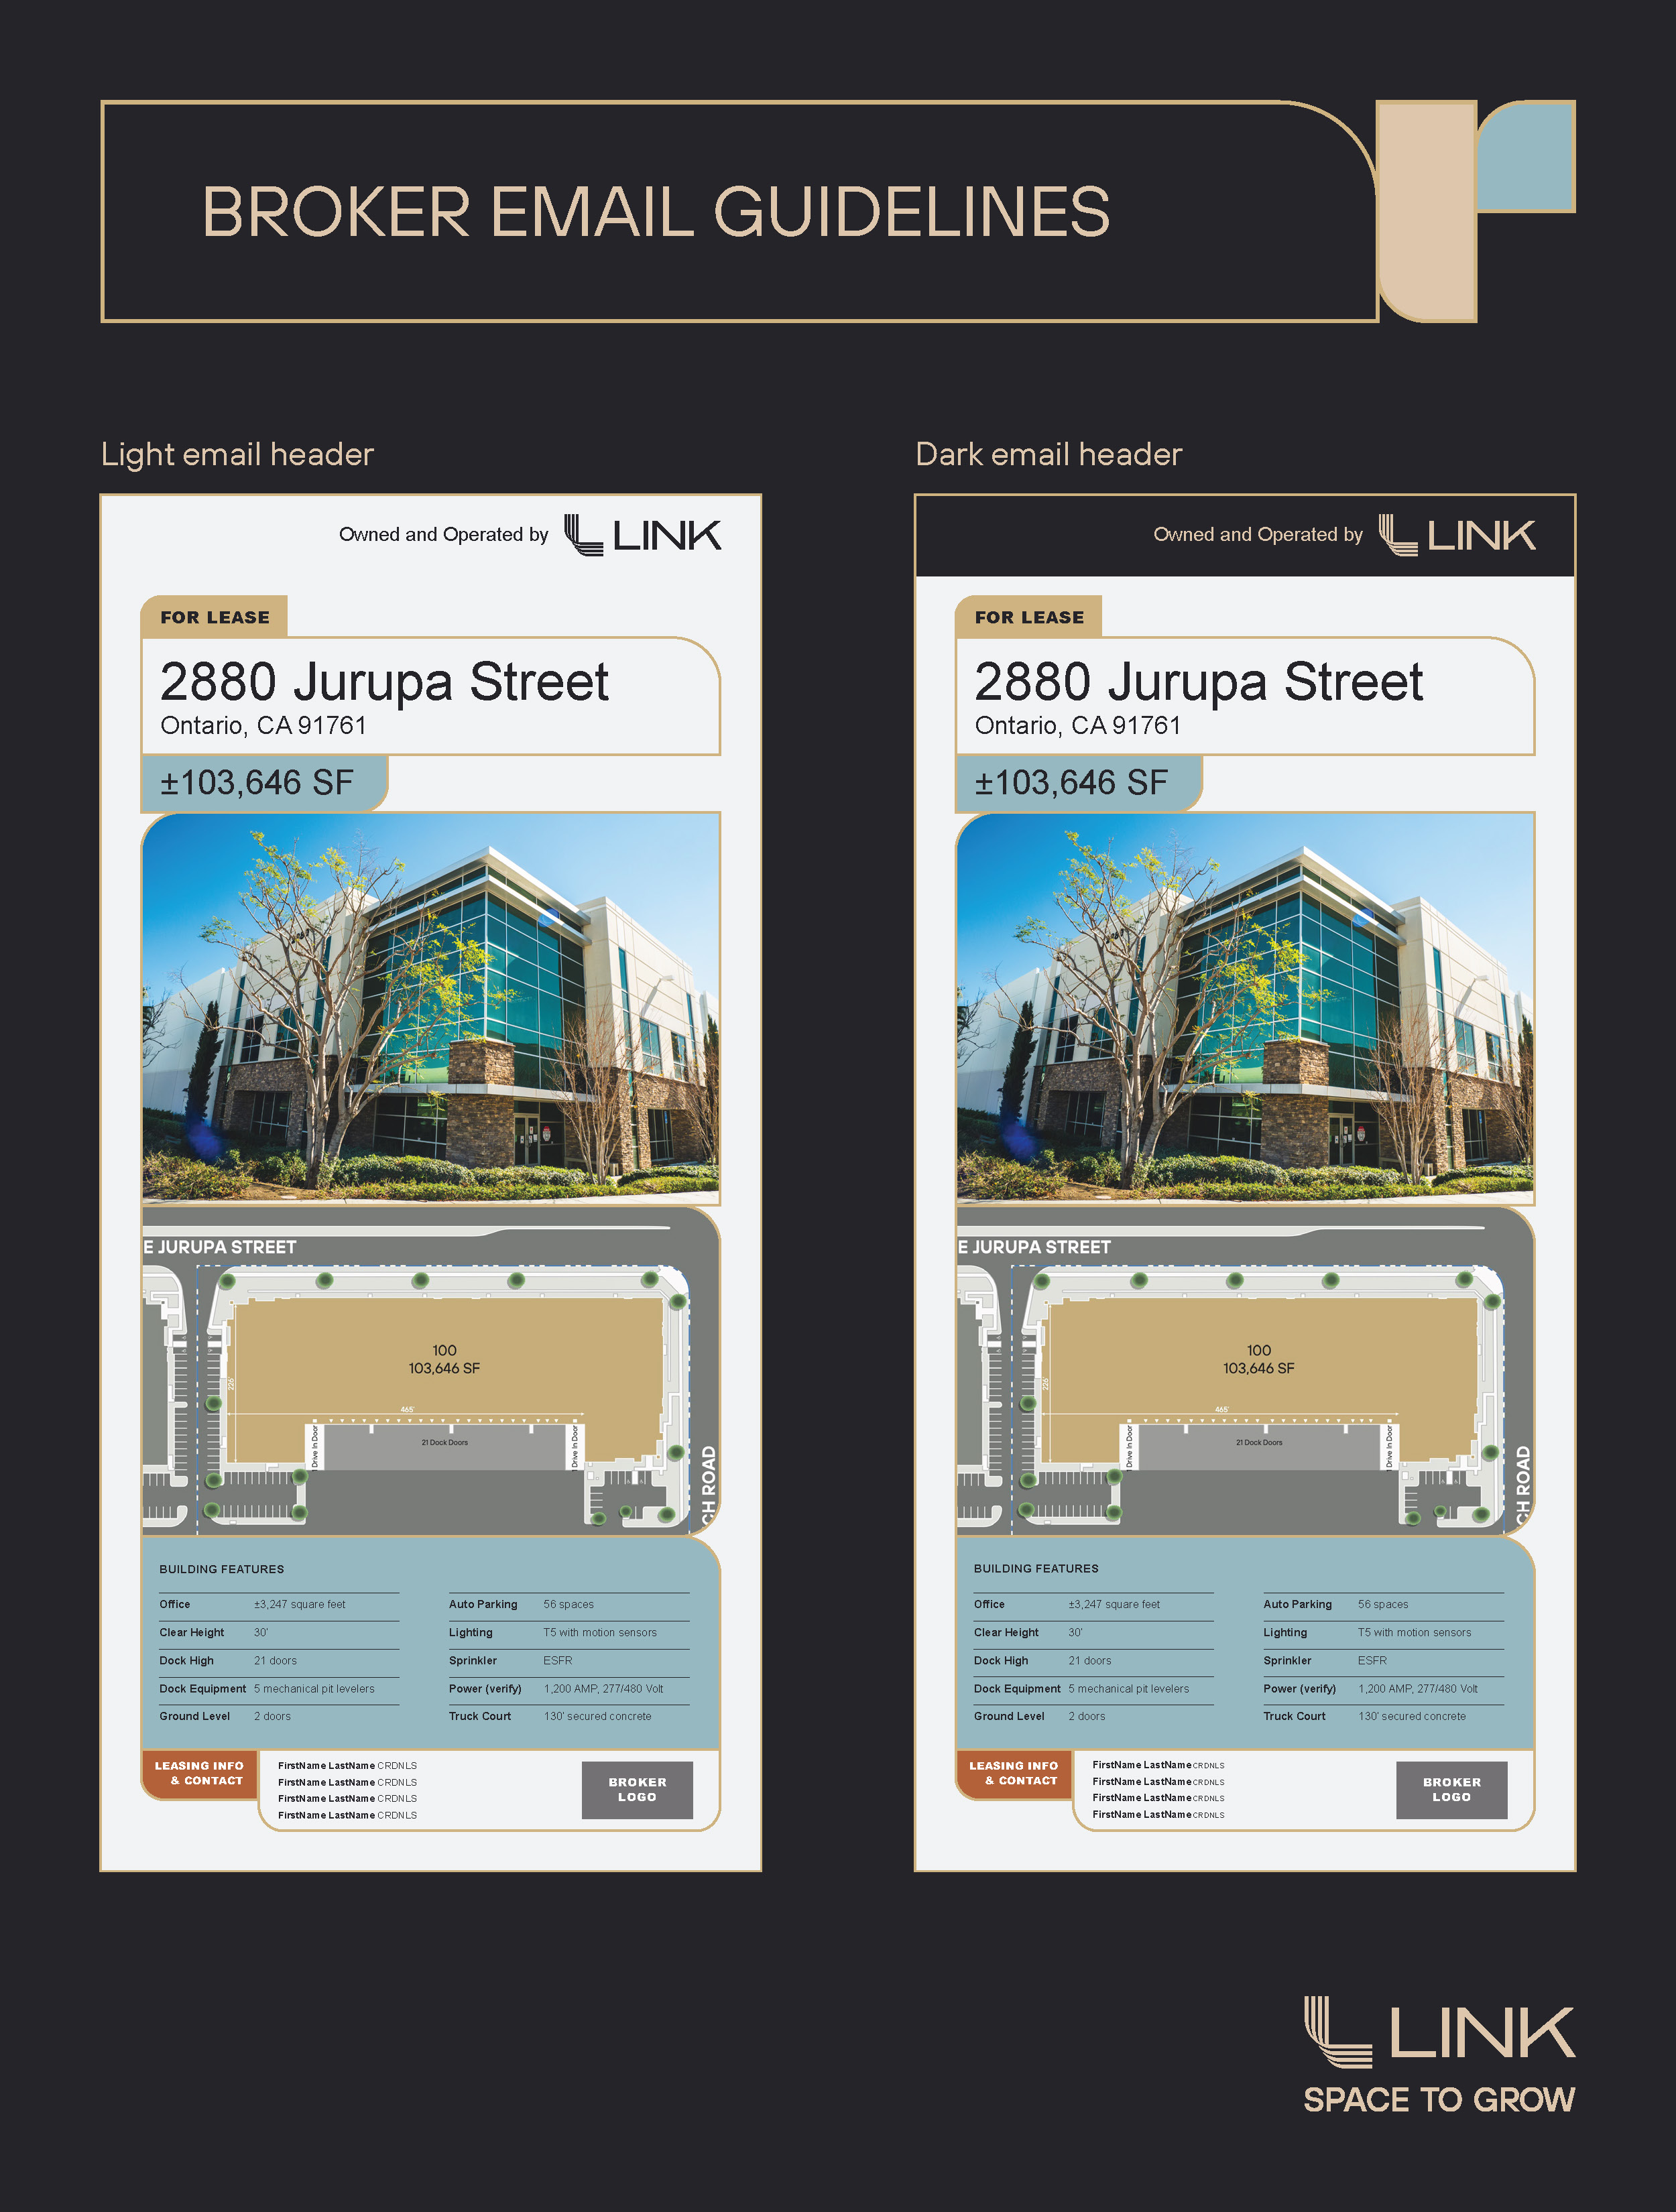 BROKER EMAIL GUIDELINES
Light email header
Owned and Operated by LINK
FOR LEASE
2880 Jurupa Street
Ontario, CA 91761
±103,646 SF
E JURUPA STREET
100
103,646 SF
226'
465'
21 Dock Doors
1 Drive In Door
1 Drive In Door
CH ROAD
BUILDING FEATURES
Office ±3,247 square feet
Clear Height 30'
Dock High 21 doors
Dock Equipment 5 mechanical pit levelers
Ground Level 2 doors
Auto Parking 56 spaces
Lighting T5 with motion sensors
Sprinkler ESFR
Power (verify) 1,200 AMP, 277/480 Volt
Truck Court 130' secured concrete
LEASING INFO
& CONTACT
FirstName LastName CRDNLS
FirstName LastName CRDNLS
FirstName LastName CRDNLS
FirstName LastName CRDNLS
BROKER
LOGO
Dark email header
Owned and Operated by LINK
FOR LEASE
2880 Jurupa Street
Ontario, CA 91761
±103,646 SF
E JURUPA STREET
100
103,646 SF
226'
465'
21 Dock Doors
1 Drive In Door
1 Drive In Door
CH ROAD
BUILDING FEATURES
Office ±3,247 square feet
Clear Height 30'
Dock High 21 doors
Dock Equipment 5 mechanical pit levelers
Ground Level 2 doors
Auto Parking 56 spaces
Lighting T5 with motion sensors
Sprinkler ESFR
Power (verify) 1,200 AMP, 277/480 Volt
Truck Court 130' secured concrete
LEASING INFO
& CONTACT
FirstName LastName CRDNLS
FirstName LastName CRDNLS
FirstName LastName CRDNLS
FirstName LastName CRDNLS
BROKER
LOGO
LINK
SPACE TO GROW